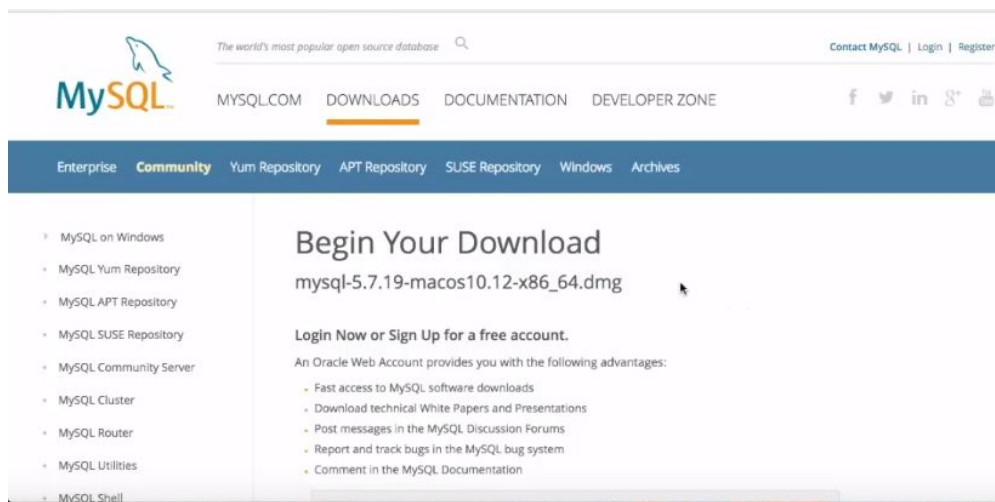 The world's most popular open source database
Contact MySQL | Login | Register
MySQL™
MYSQL.COM DOWNLOADS DOCUMENTATION DEVELOPER ZONE
Enterprise Community Yum Repository APT Repository SUSE Repository Windows Archives
MySQL on Windows
MySQL Yum Repository
MySQL APT Repository
MySQL SUSE Repository
MySQL Community Server
MySQL Cluster
MySQL Router
MySQL Utilities
MySQL Shell
Begin Your Download
mysql-5.7.19-macos10.12-x86_64.dmg
Login Now or Sign Up for a free account.
An Oracle Web Account provides you with the following advantages:
Fast access to MySQL software downloads
Download technical White Papers and Presentations
Post messages in the MySQL Discussion Forums
Report and track bugs in the MySQL bug system
Comment in the MySQL Documentation